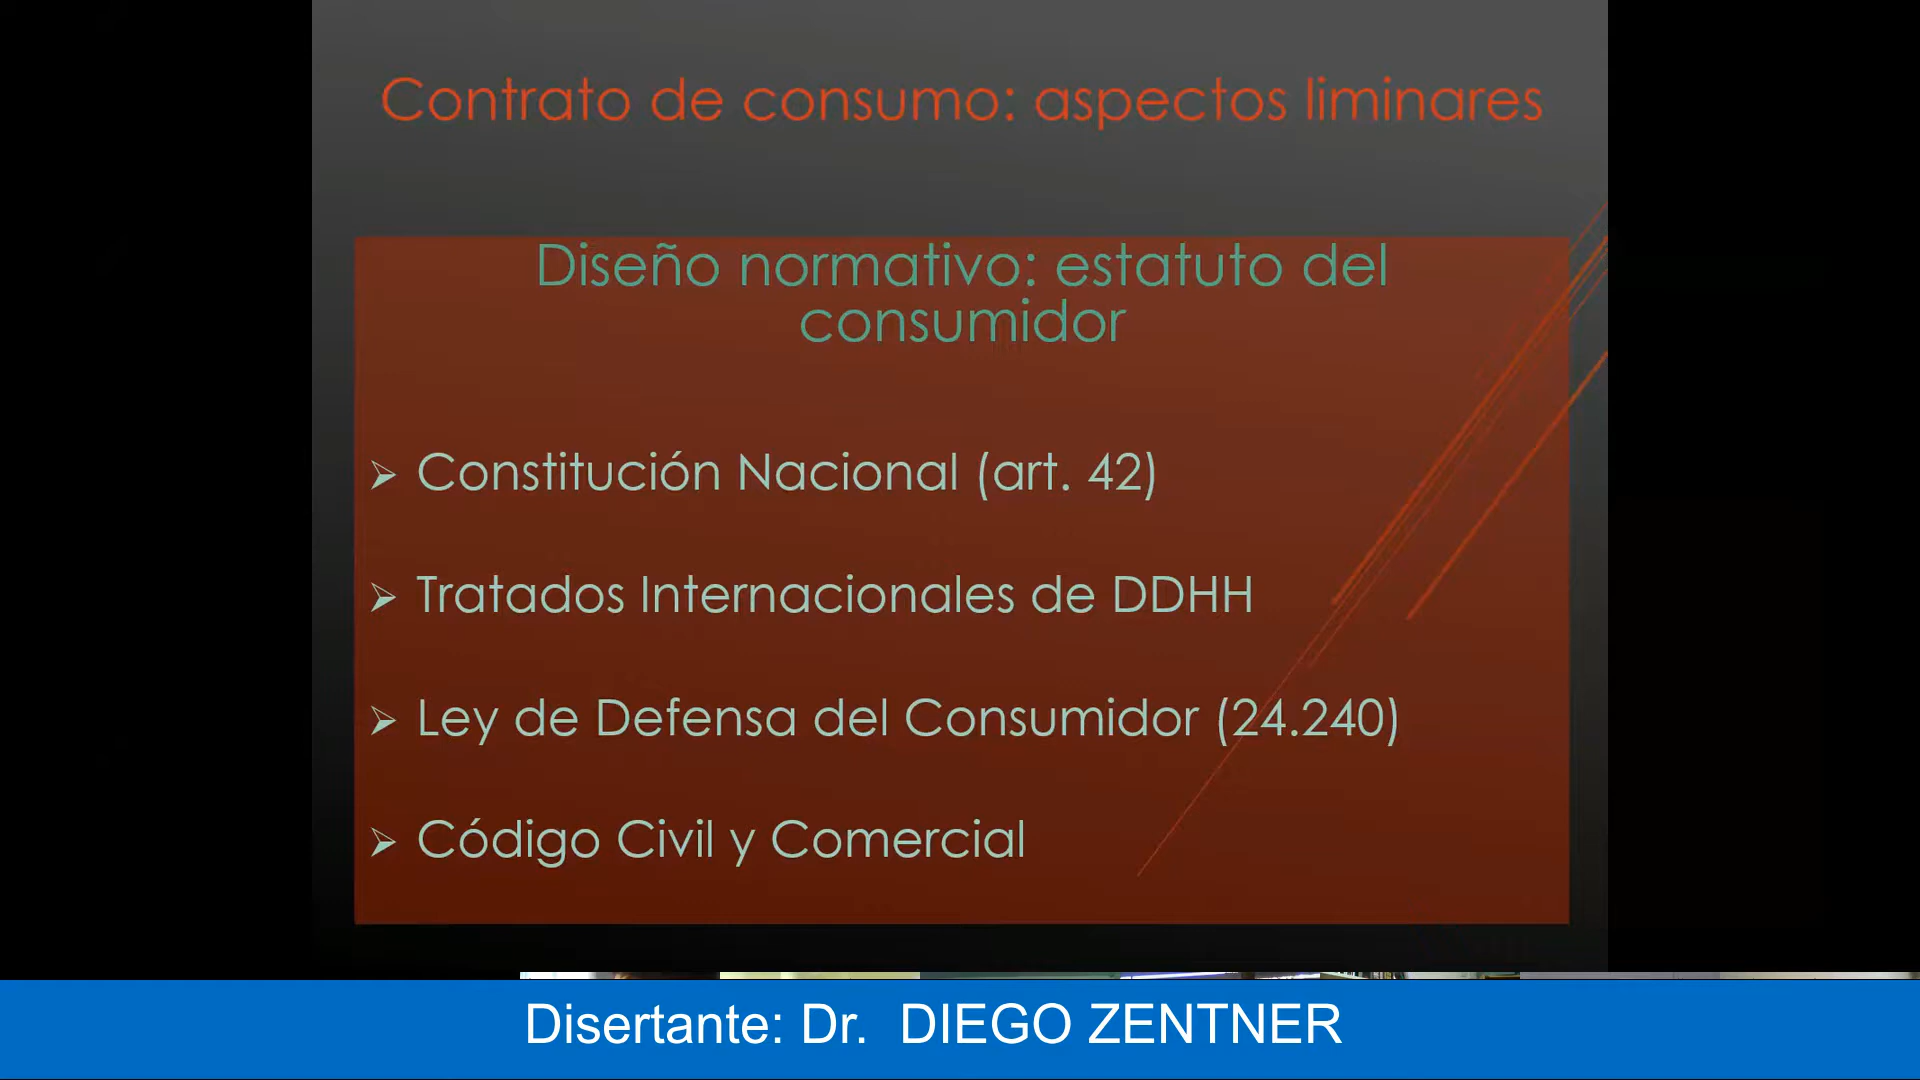 Contrato de consumo: aspectos liminares
Diseño normativo: estatuto del
consumidor
➢ Constitución Nacional (art. 42)
➢ Tratados Internacionales de DDHH
➢ Ley de Defensa del Consumidor (24.240)
➢ Código Civil y Comercial
Disertante: Dr. DIEGO ZENTNER